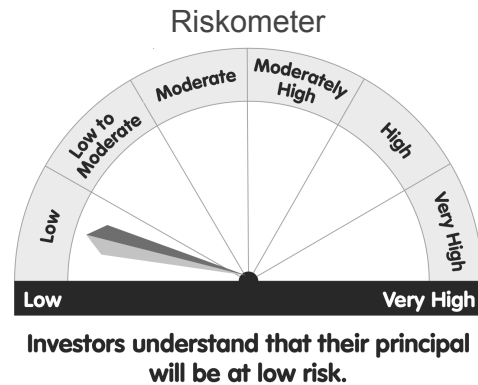 Riskometer
Low
Low to
Moderate
Moderate
Moderately
High
High
Very High
Low
Very High
Investors understand that their principal
will be at low risk.